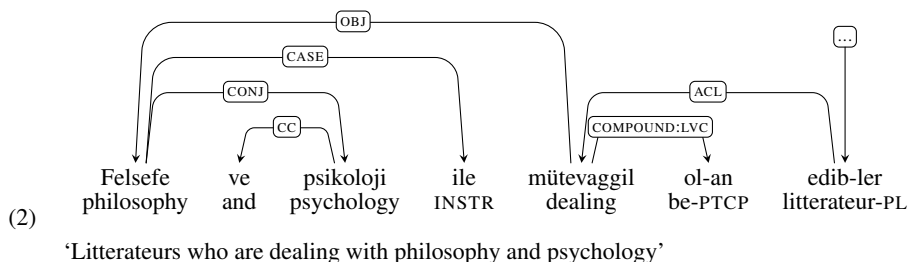 OBJ
...
CASE
CONJ
ACL
CC
COMPOUND:LVC
Felsefe ve psikoloji ile mütevaggil ol-an edib-ler
philosophy and psychology INSTR dealing be-PTCP litterateur-PL
(2)
‘Litterateurs who are dealing with philosophy and psychology’